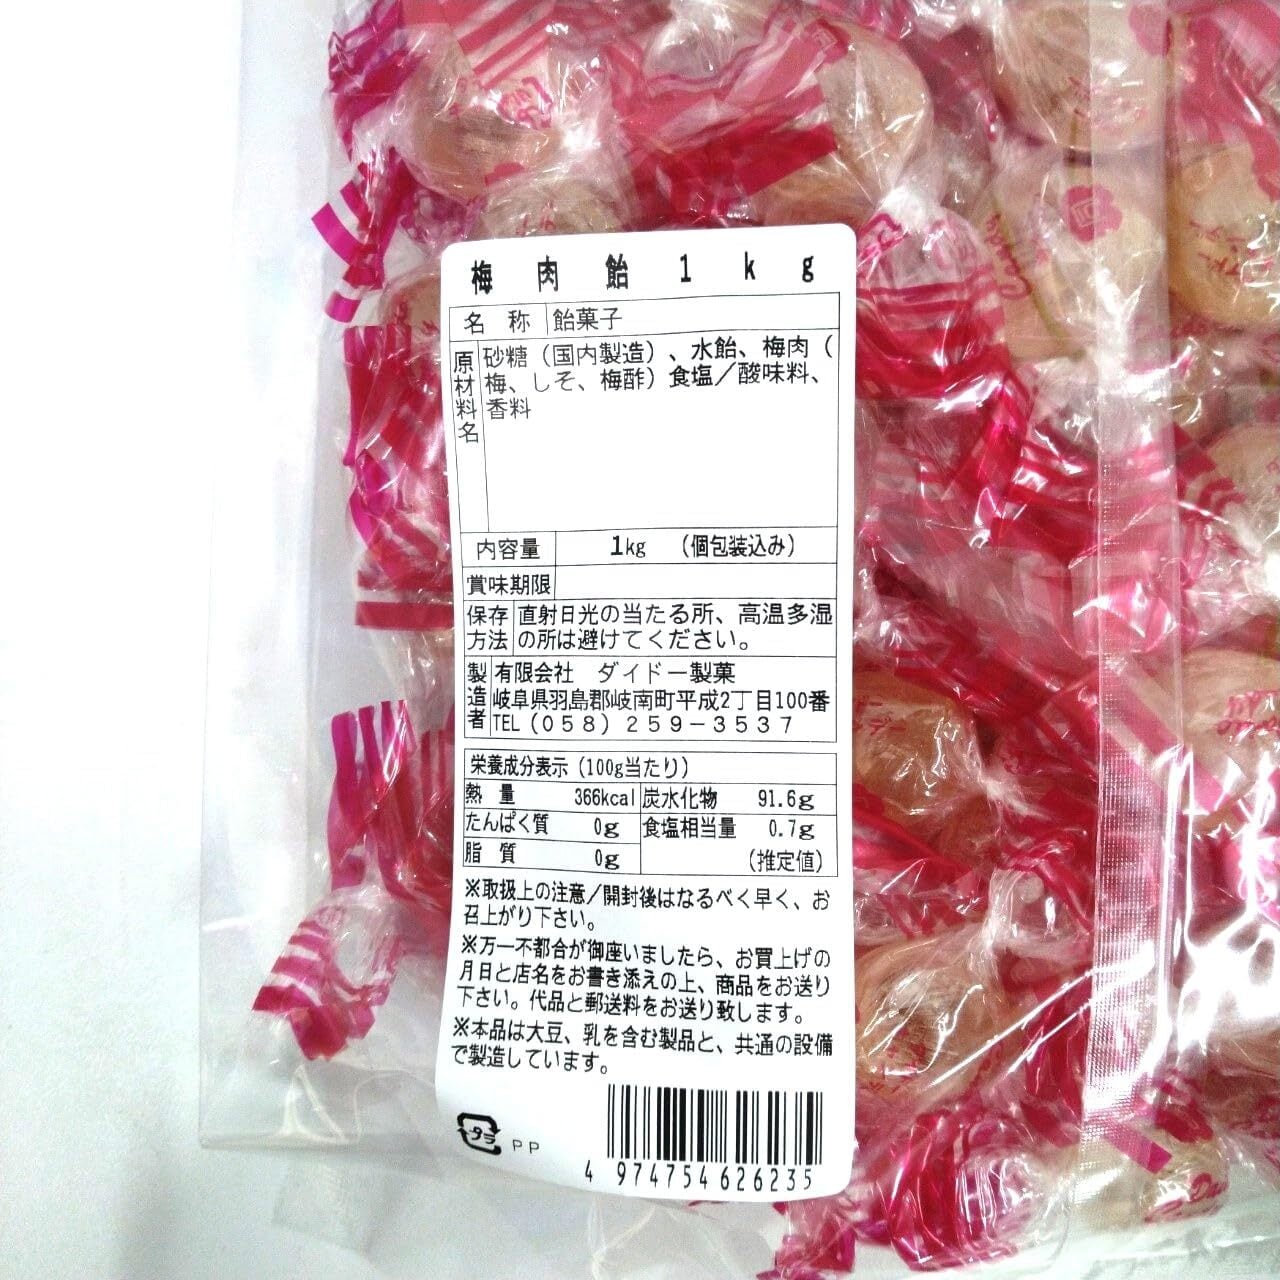 梅肉飴1kg
名称 飴菓子
原材料名 砂糖（国内製造）、水飴、梅肉（
梅、しそ、梅酢）食塩／酸味料、
香料
内容量 1kg （個包装込み）
賞味期限
保存方法 直射日光の当たる所、高温多湿
の所は避けてください。
製造者 有限会社 ダイドー製菓
岐阜県羽島郡岐南町平成2丁目100番
TEL（058）259－3537
栄養成分表示（100g当たり）
熱量 366kcal 炭水化物 91.6g
たんぱく質 0g 食塩相当量 0.7g
脂質 0g （推定値）
※取扱上の注意／開封後はなるべく早く、お
召上がり下さい。
※万一不都合が御座いましたら、お買上げの
月日と店名をお書き添えの上、商品をお送り
下さい。代品と郵送料をお送り致します。
※本品は大豆、乳を含む製品と、共通の設備
で製造しています。
プラ PP
4 974754 626235